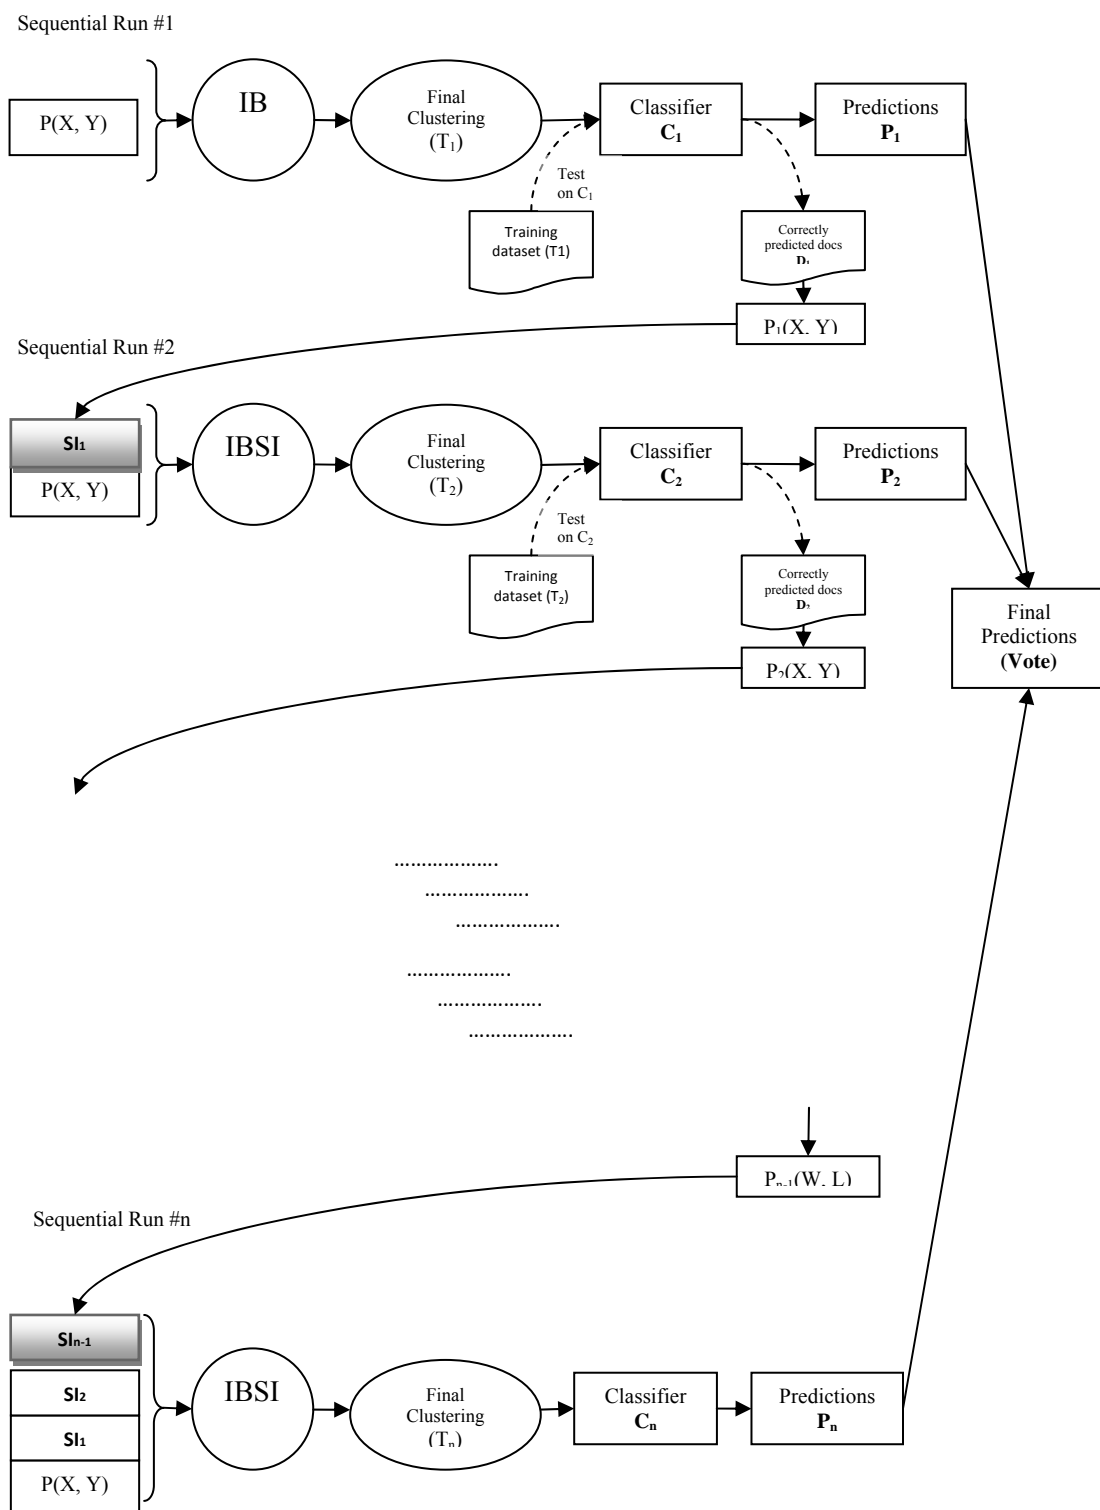 Sequential Run #1
P(X, Y)
IB
Final
Clustering
(T₁)
Classifier
C₁
Predictions
P₁
Test
on C₁
Training
dataset (T1)
Correctly
predicted docs
D₁
P₁(X, Y)
Sequential Run #2
SI₁
P(X, Y)
IBSI
Final
Clustering
(T₂)
Classifier
C₂
Predictions
P₂
Test
on C₂
Training
dataset (T₂)
Correctly
predicted docs
D₂
P₂(X, Y)
Final
Predictions
(Vote)
………………
………………
………………
………………
………………
………………
Pₙ₋₁(W, L)
Sequential Run #n
SIₙ₋₁
SI₂
SI₁
P(X, Y)
IBSI
Final
Clustering
(Tₙ)
Classifier
Cₙ
Predictions
Pₙ